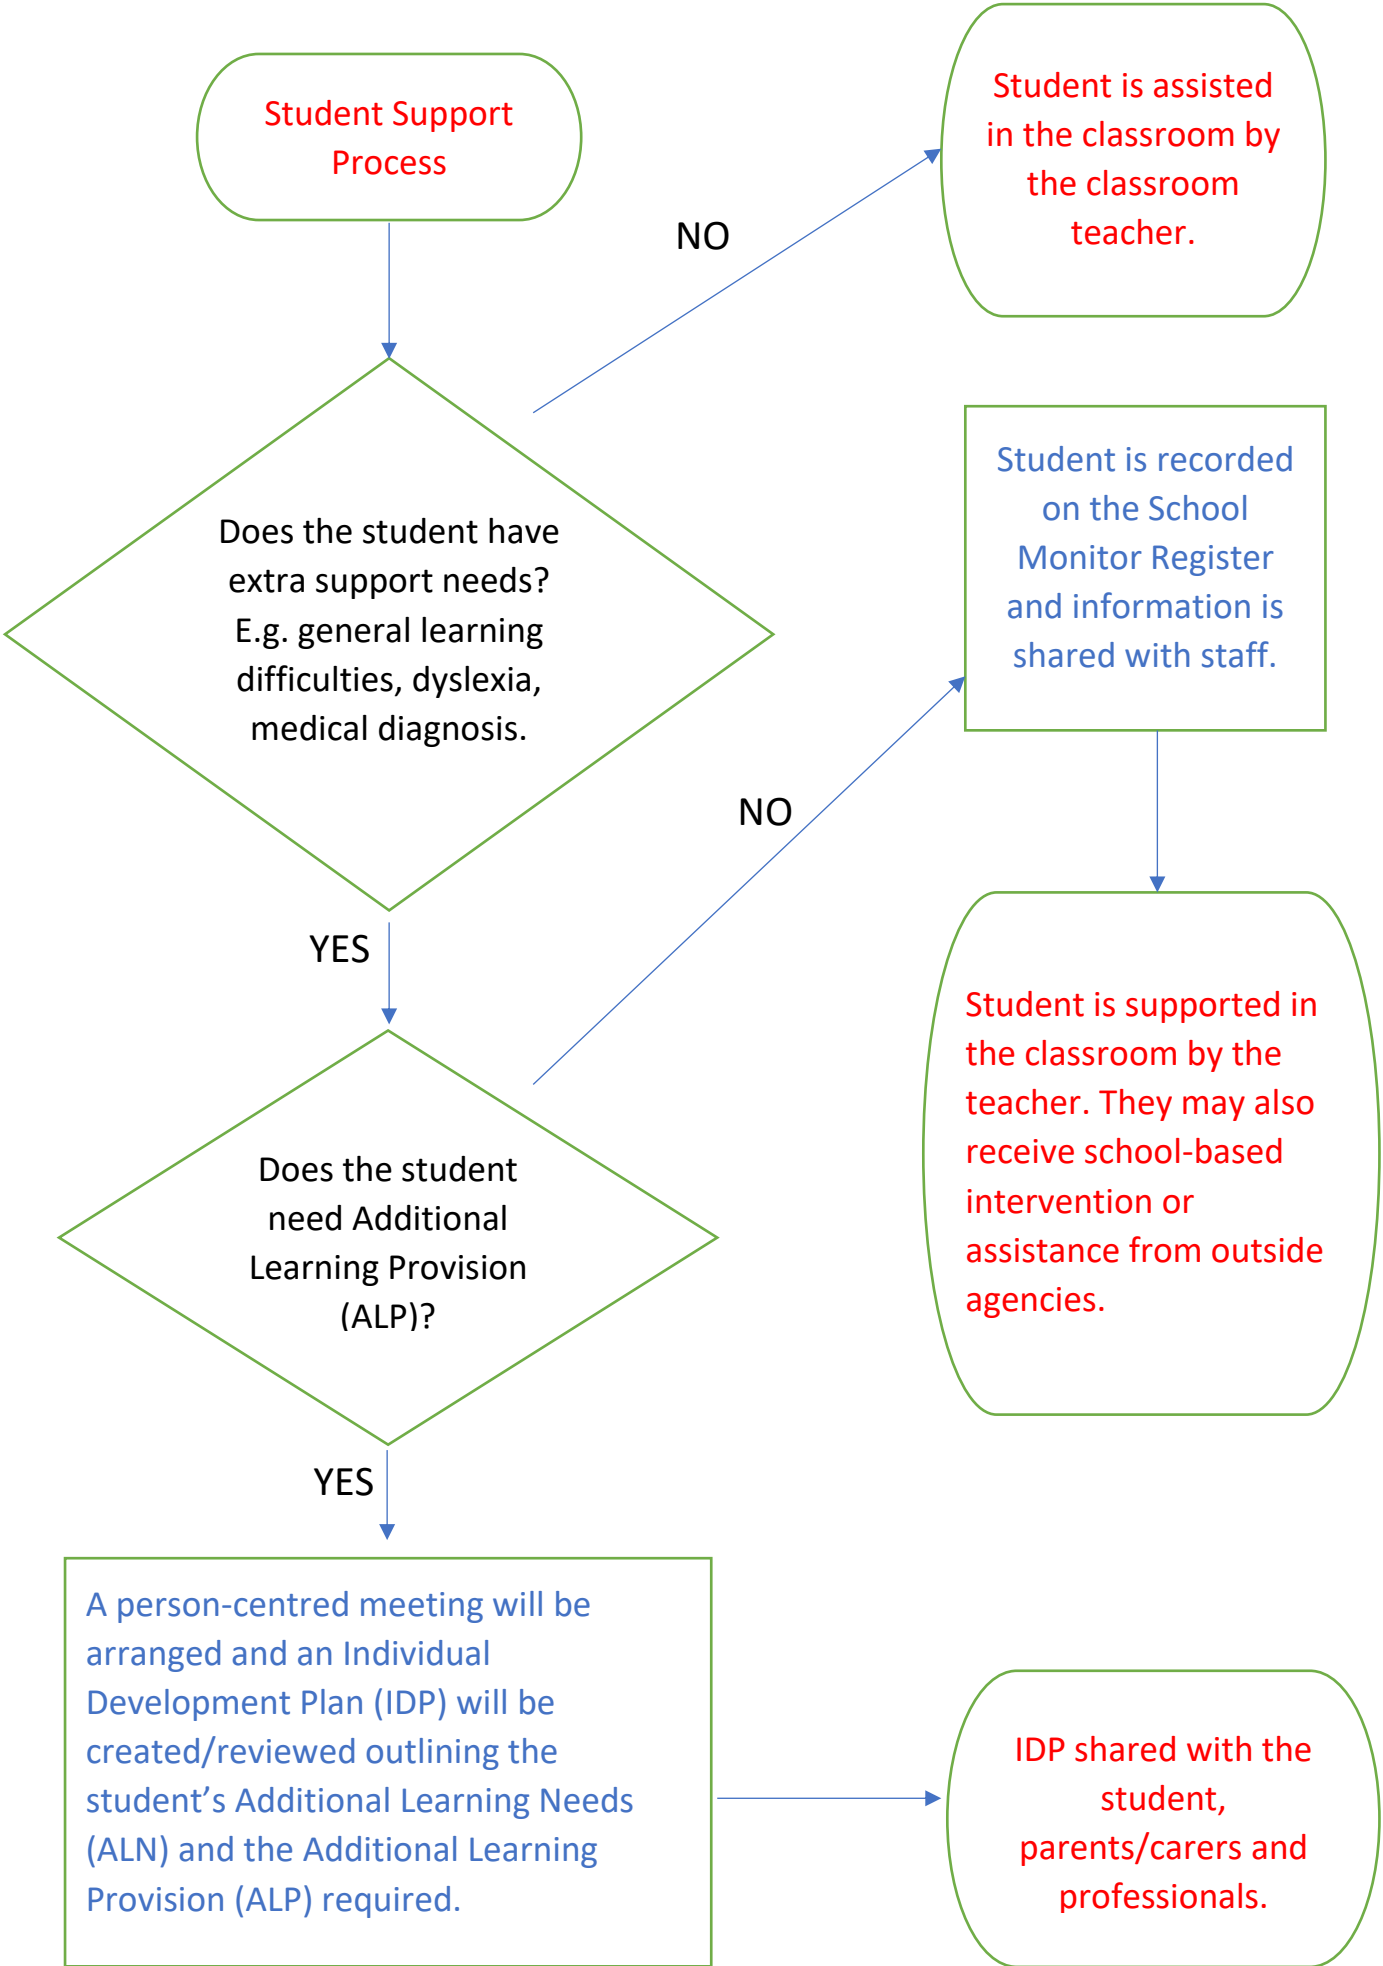 Student Support
Process
NO
Student is assisted
in the classroom by
the classroom
teacher.
Does the student have
extra support needs?
E.g. general learning
difficulties, dyslexia,
medical diagnosis.
Student is recorded
on the School
Monitor Register
and information is
shared with staff.
NO
YES
Student is supported in
the classroom by the
teacher. They may also
receive school-based
intervention or
assistance from outside
agencies.
Does the student
need Additional
Learning Provision
(ALP)?
YES
A person-centred meeting will be
arranged and an Individual
Development Plan (IDP) will be
created/reviewed outlining the
student’s Additional Learning Needs
(ALN) and the Additional Learning
Provision (ALP) required.
IDP shared with the
student,
parents/carers and
professionals.